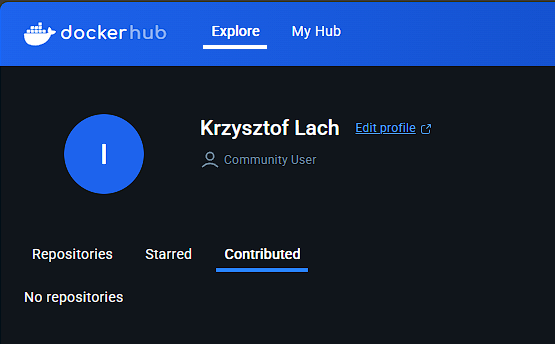 dockerhub
Explore
My Hub
I
Krzysztof Lach
Edit profile
Community User
Repositories
Starred
Contributed
No repositories